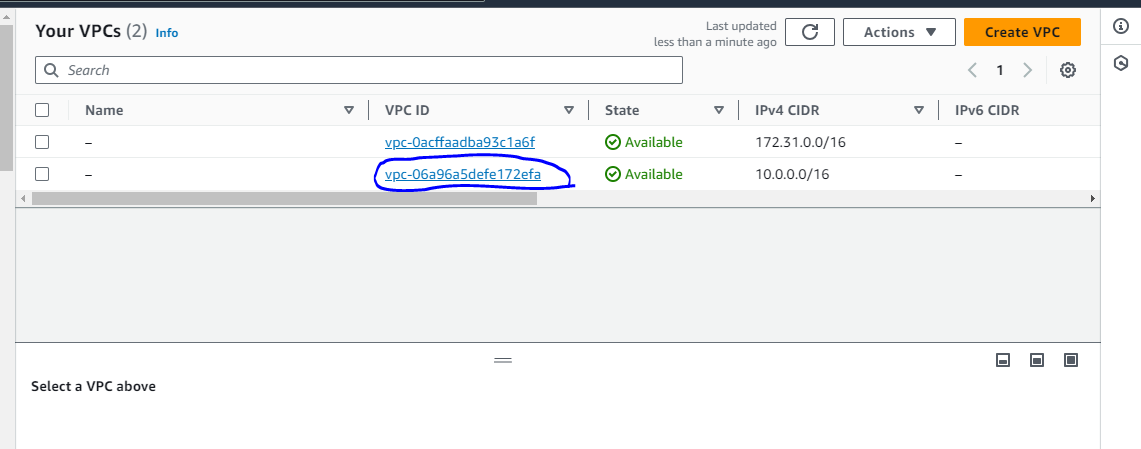 Your VPCs (2) Info
Last updated
less than a minute ago
Actions
Create VPC
Search
1
Name VPC ID State IPv4 CIDR IPv6 CIDR
– vpc-0acffaadba93c1a6f Available 172.31.0.0/16 –
– vpc-06a96a5defe172efa Available 10.0.0.0/16 –
Select a VPC above